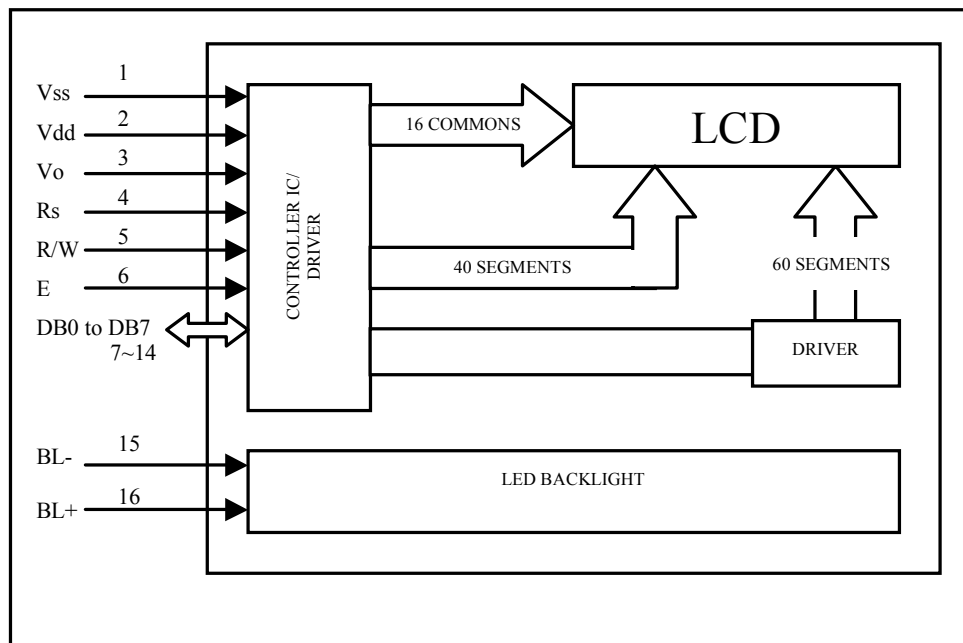 1
Vss
2
Vdd
3
Vo
4
Rs
5
R/W
6
E
DB0 to DB7
7~14
CONTROLLER IC/
DRIVER
16 COMMONS
LCD
40 SEGMENTS
60 SEGMENTS
DRIVER
15
BL-
16
BL+
LED BACKLIGHT